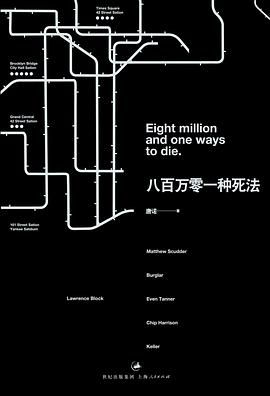 Times Square
42 Street Sation
Brooklyn Bridge
City Hall Sation
Grand Central
42 Street Sation
Eight million
and one ways
to die.
八百万零一种死法
唐诺 著
161 Street Sation
Yankee Satdium
Matthew Scudder
Burglar
Lawrence Block
Even Tanner
Chip Harrison
Keller
世纪出版集团 上海人民出版社